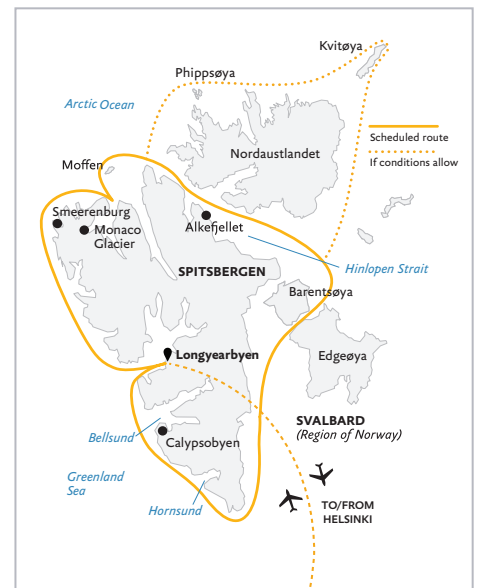 Kvitøya
Phippsøya
Arctic Ocean
Scheduled route
If conditions allow
Nordaustlandet
Moffen
Smeerenburg
Monaco
Glacier
Alkefjellet
SPITSBERGEN
Hinlopen Strait
Barentsøya
Longyearbyen
Edgeøya
SVALBARD
(Region of Norway)
Bellsund
Calypsobyen
Greenland
Sea
Hornsund
TO/FROM
HELSINKI